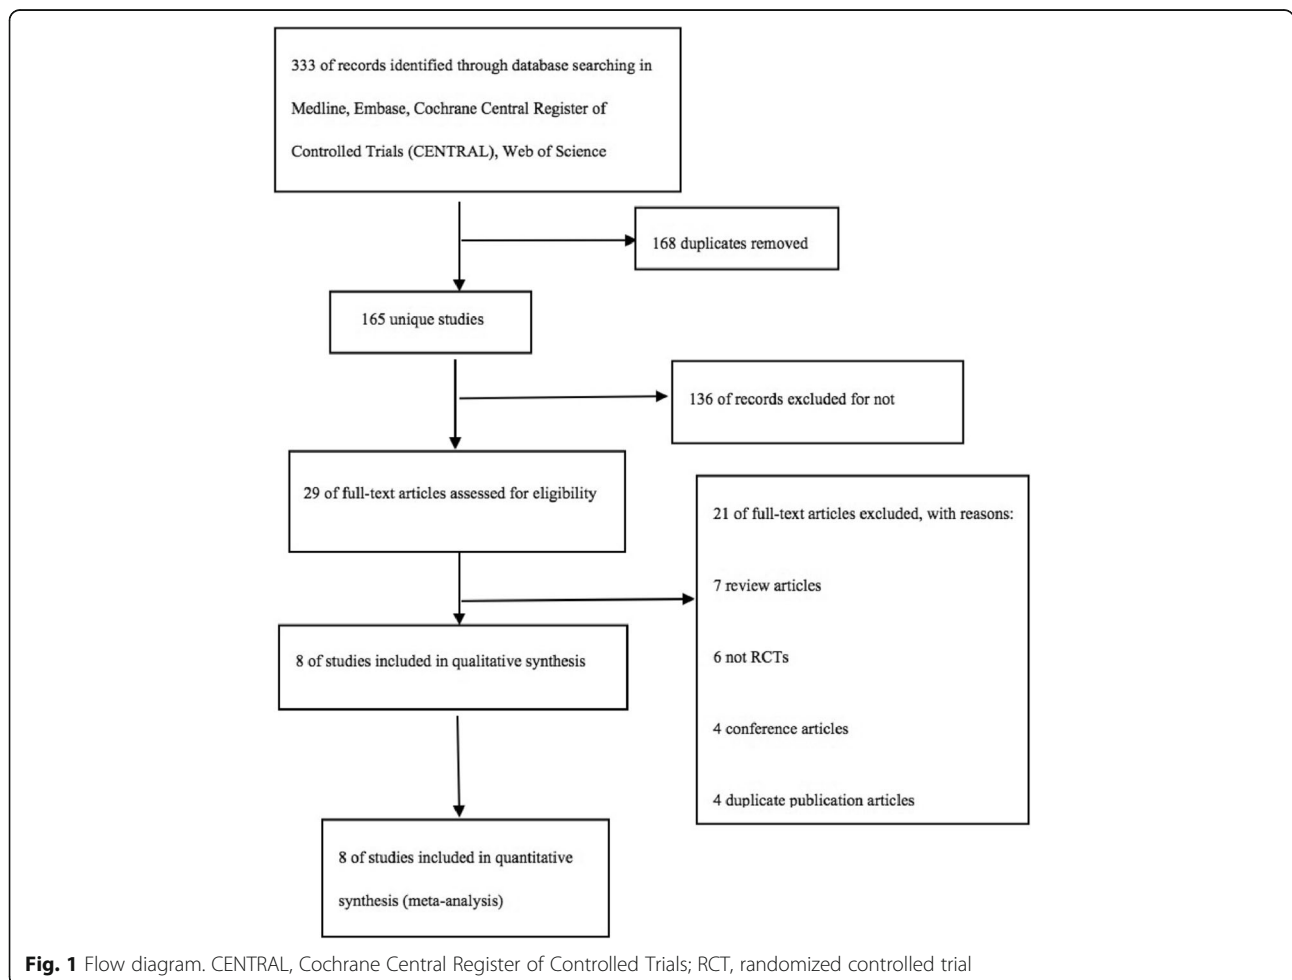 333 of records identified through database searching in
Medline, Embase, Cochrane Central Register of
Controlled Trials (CENTRAL), Web of Science
168 duplicates removed
165 unique studies
136 of records excluded for not
29 of full-text articles assessed for eligibility
21 of full-text articles excluded, with reasons:
7 review articles
6 not RCTs
4 conference articles
4 duplicate publication articles
8 of studies included in qualitative synthesis
8 of studies included in quantitative
synthesis (meta-analysis)
Fig. 1 Flow diagram. CENTRAL, Cochrane Central Register of Controlled Trials; RCT, randomized controlled trial